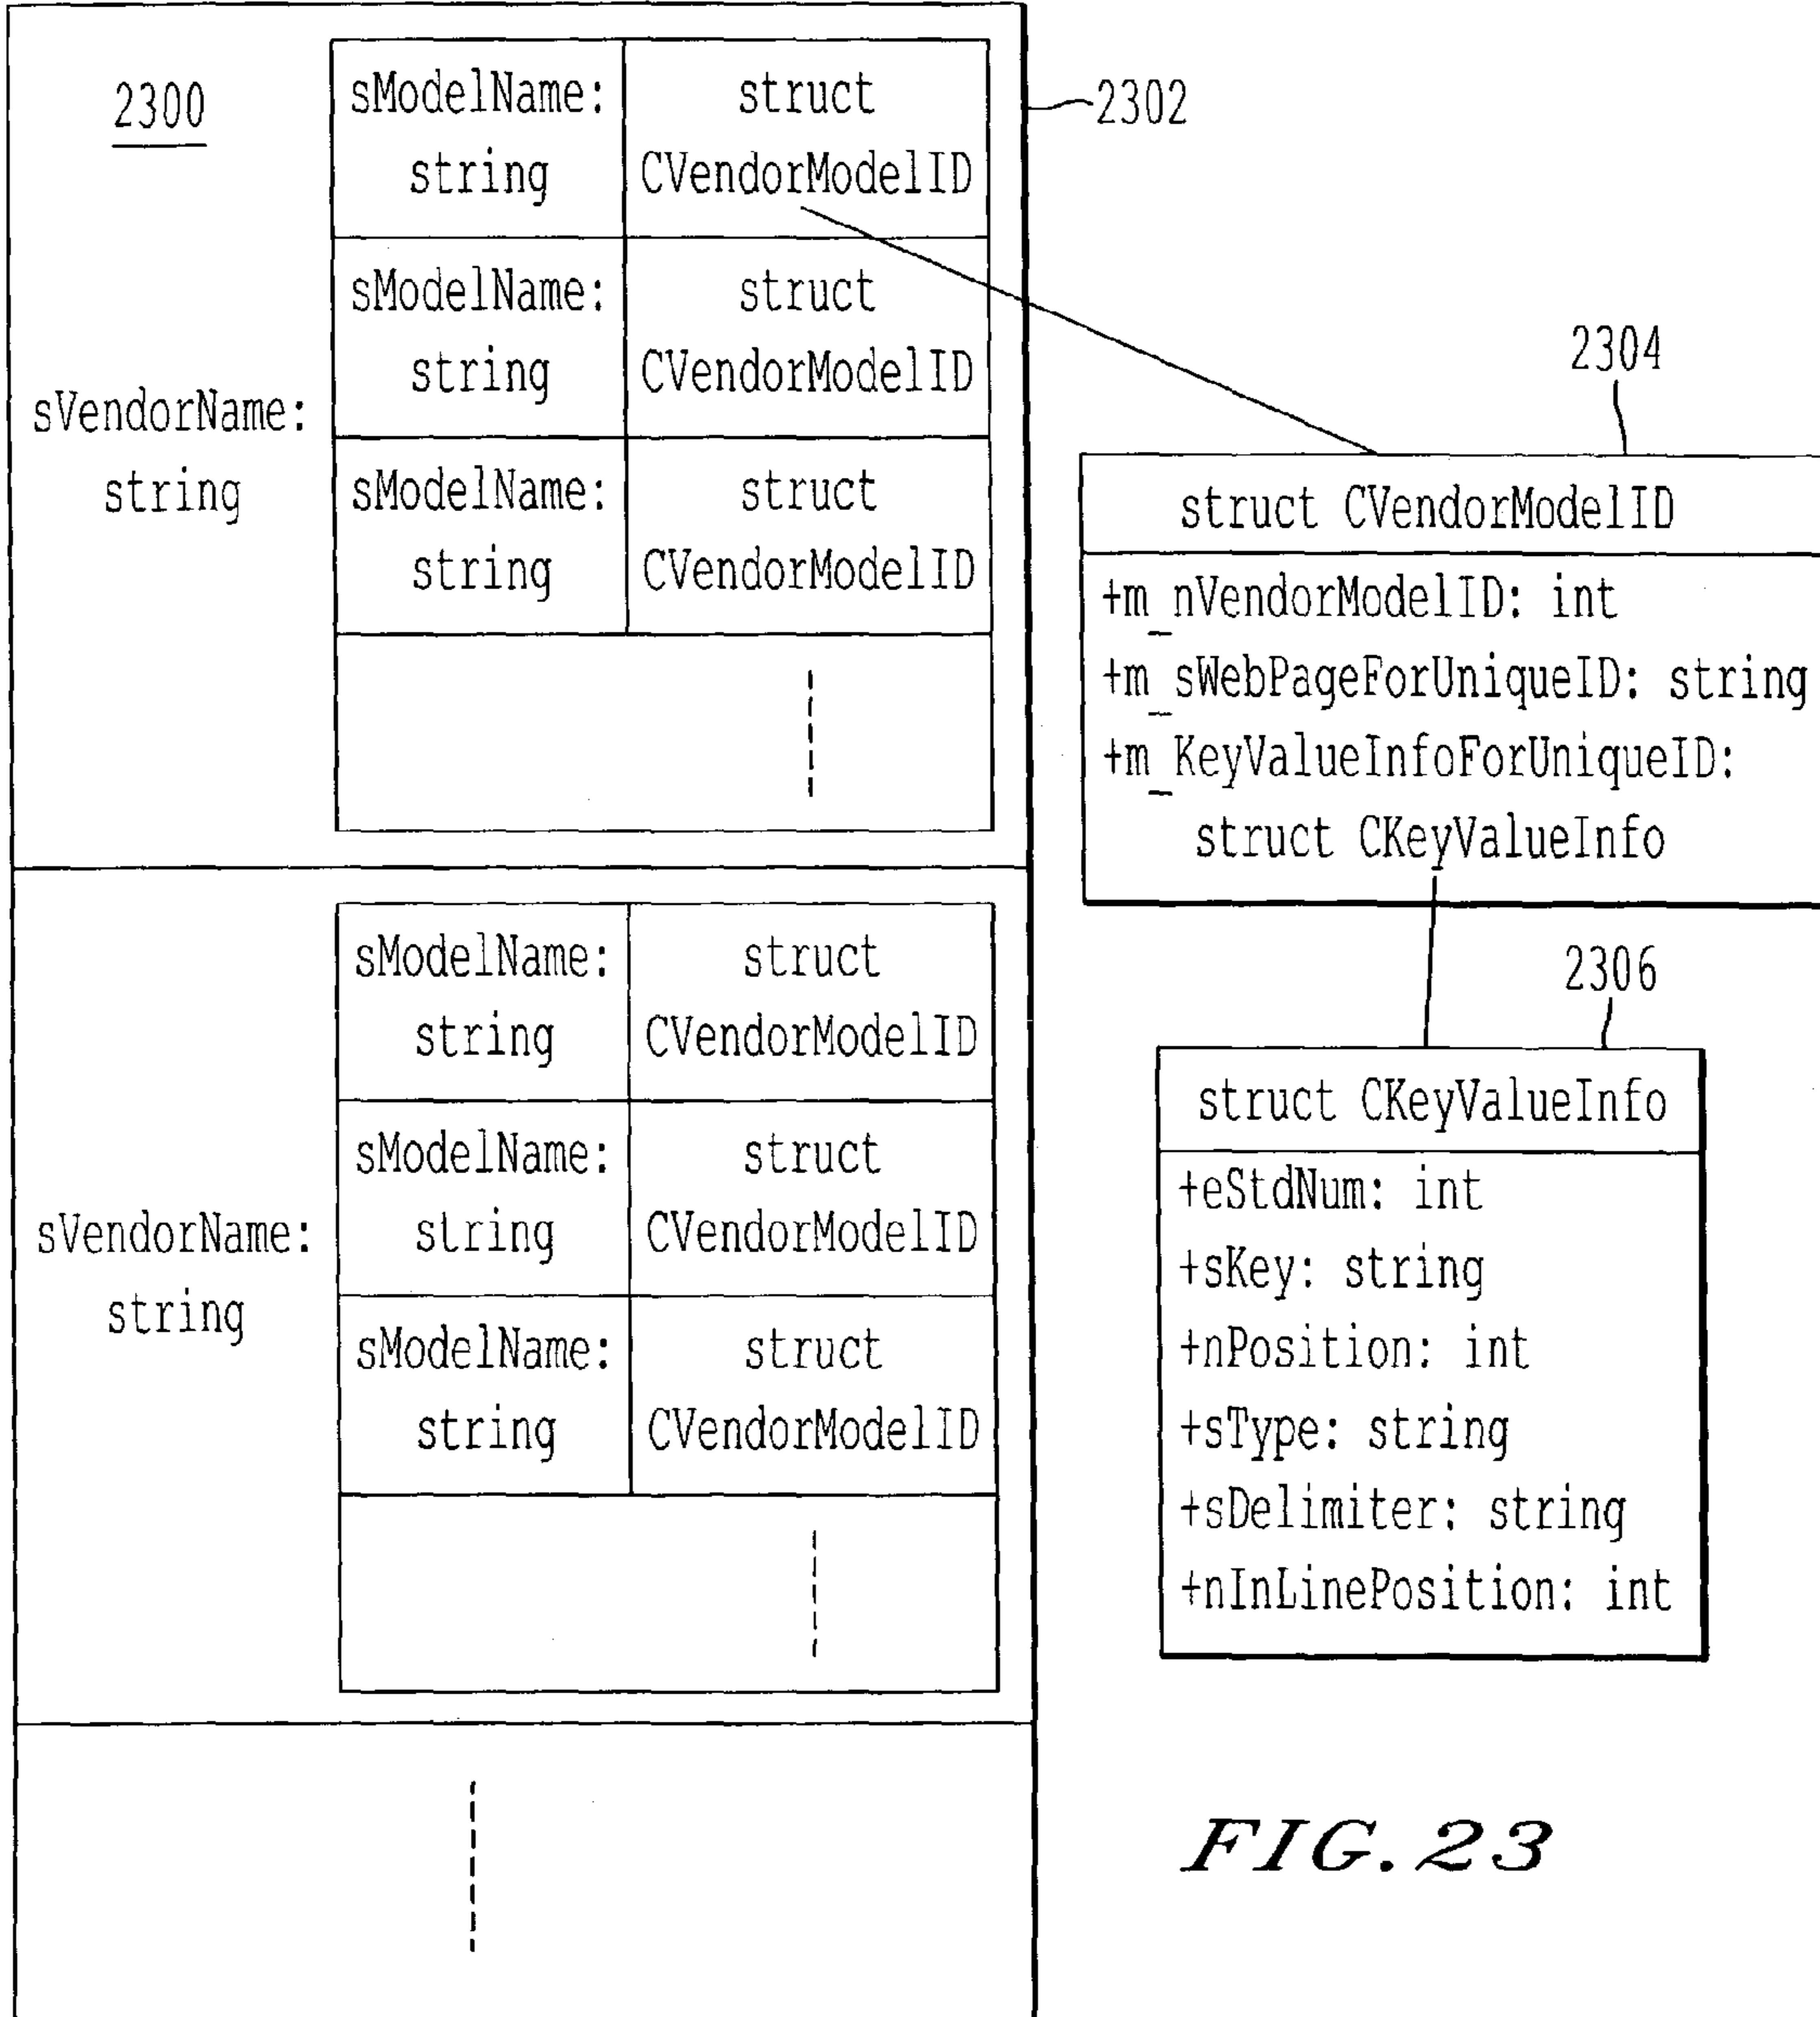 2300
sModelName:
string
struct
CVendorModelID
2302
sModelName:
string
struct
CVendorModelID
sVendorName:
string
sModelName:
string
struct
CVendorModelID
2304
struct CVendorModelID
+m_nVendorModelID: int
+m_sWebPageForUniqueID: string
+m_KeyValueInfoForUniqueID:
struct CKeyValueInfo
sModelName:
string
struct
CVendorModelID
sModelName:
string
struct
CVendorModelID
sVendorName:
string
sModelName:
string
struct
CVendorModelID
2306
struct CKeyValueInfo
+eStdNum: int
+sKey: string
+nPosition: int
+sType: string
+sDelimiter: string
+nInLinePosition: int
FIG. 23